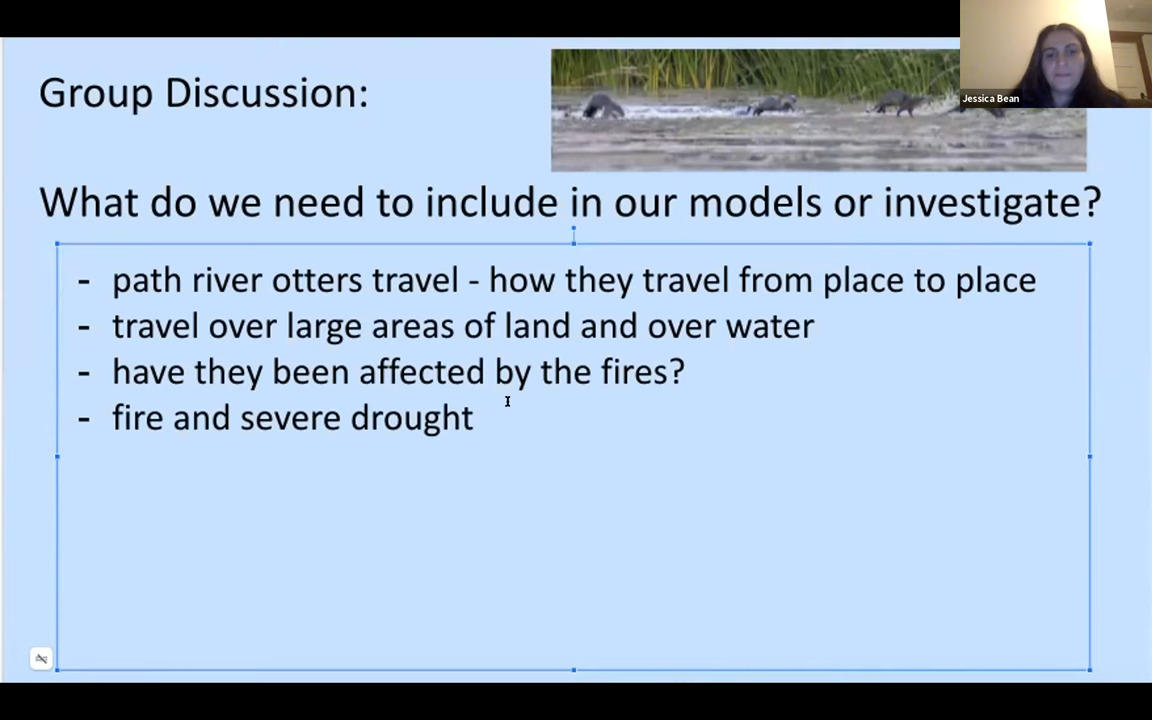 Group Discussion:
Jessica Bean
What do we need to include in our models or investigate?
- path river otters travel - how they travel from place to place
- travel over large areas of land and over water
- have they been affected by the fires?
- fire and severe drought